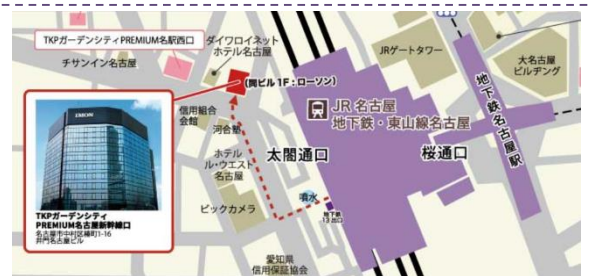 TKPガーデンシティPREMIUM名駅西口
ダイワロイネット
ホテル名古屋
チサンイン名古屋
(同ビル1F:ローソン)
JRゲートタワー
大名古屋
ビルヂング
地下鉄名古屋駅
JR 名古屋
地下鉄・東山線名古屋
信用組合
会館
河合塾
太閤通口
桜通口
ホテル
ル・ウエスト
名古屋
噴水
地下鉄
13出口
ビックカメラ
愛知県
信用保証協会
TKPガーデンシティ
PREMIUM名古屋新幹線口
名古屋市中村区椿町1-16
井門名古屋ビル